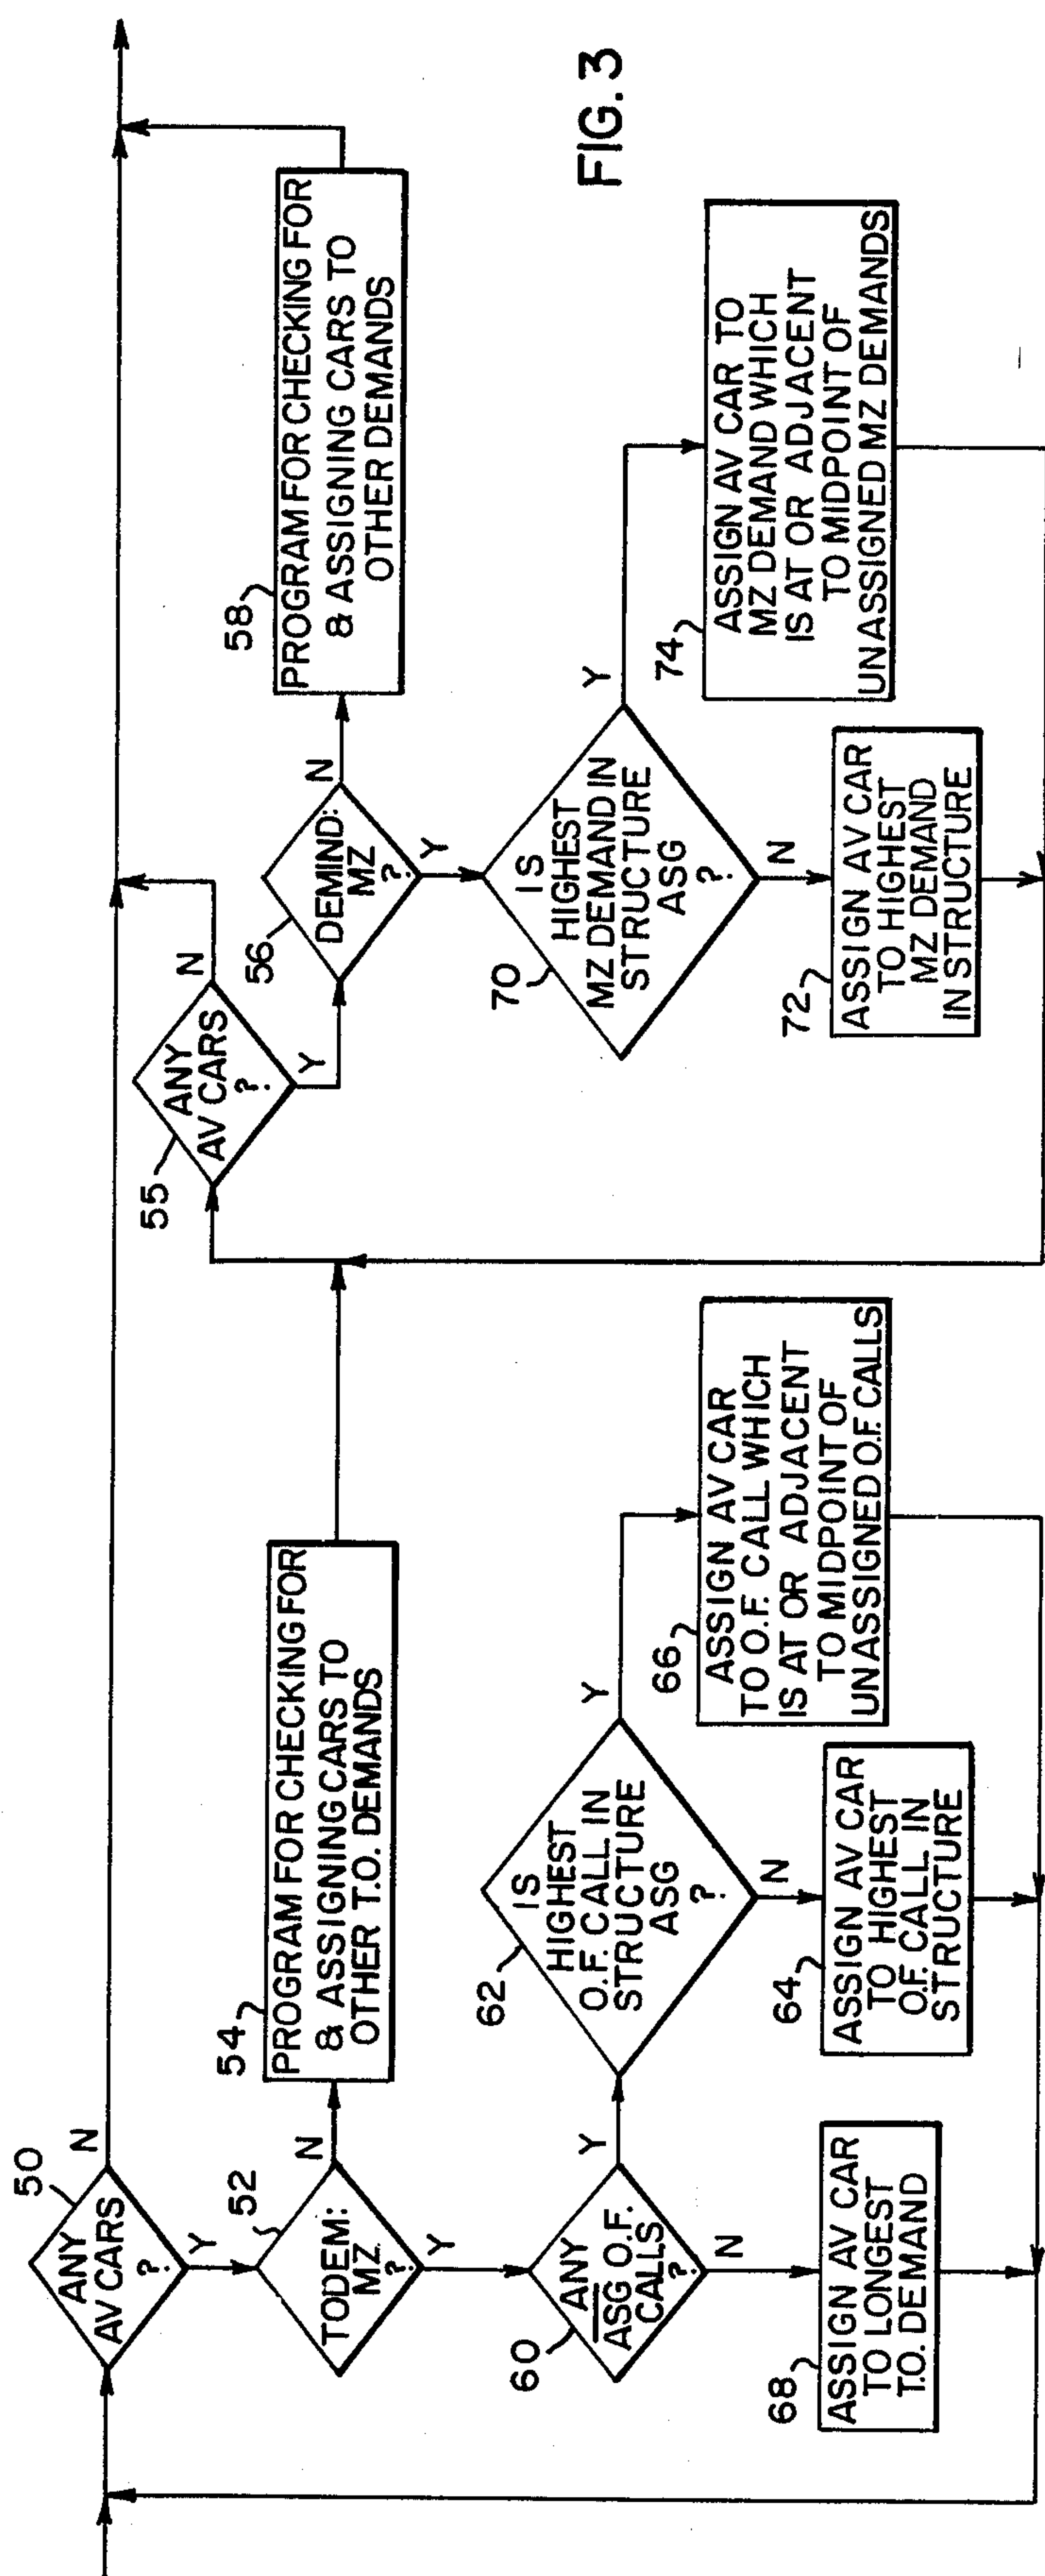 50
ANY
AV CARS
?
N
Y
52
TODEM:
MZ
?
N
Y
54
PROGRAM FOR CHECKING FOR
& ASSIGNING CARS TO
OTHER T.O. DEMANDS
60
ANY
ASG O.F.
CALLS
?
Y
N
62
IS
HIGHEST
O.F. CALL IN
STRUCTURE
ASG
?
Y
N
68
ASSIGN AV CAR
TO LONGEST
T.O. DEMAND
64
ASSIGN AV CAR
TO HIGHEST
O.F. CALL IN
STRUCTURE
66
ASSIGN AV CAR
TO O.F. CALL WHICH
IS AT OR ADJACENT
TO MIDPOINT OF
UNASSIGNED O.F. CALLS
55
ANY
AV CARS
?
N
Y
56
DEMIND:
MZ
?
N
Y
58
PROGRAM FOR CHECKING FOR
& ASSIGNING CARS TO
OTHER DEMANDS
70
IS
HIGHEST
MZ DEMAND IN
STRUCTURE
ASG
?
Y
N
72
ASSIGN AV CAR
TO HIGHEST
MZ DEMAND
IN STRUCTURE
74
ASSIGN AV CAR TO
MZ DEMAND WHICH
IS AT OR ADJACENT
TO MIDPOINT OF
UNASSIGNED MZ DEMANDS
FIG. 3